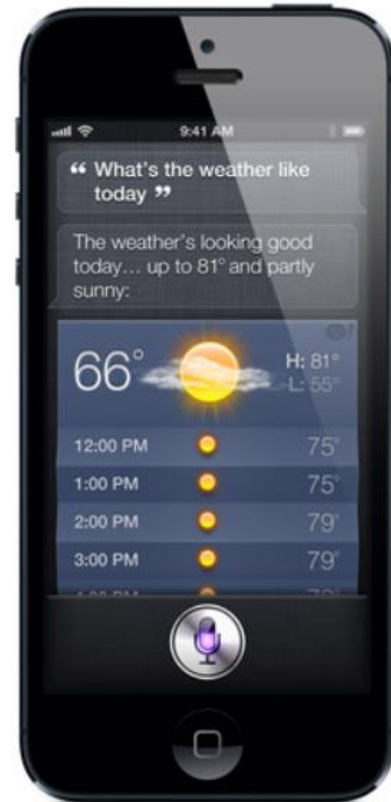 9:41 AM
“ What's the weather like
today ”
The weather's looking good
today... up to 81° and partly
sunny:
66°
H: 81°
L: 55°
12:00 PM 75°
1:00 PM 75°
2:00 PM 79°
3:00 PM 79°